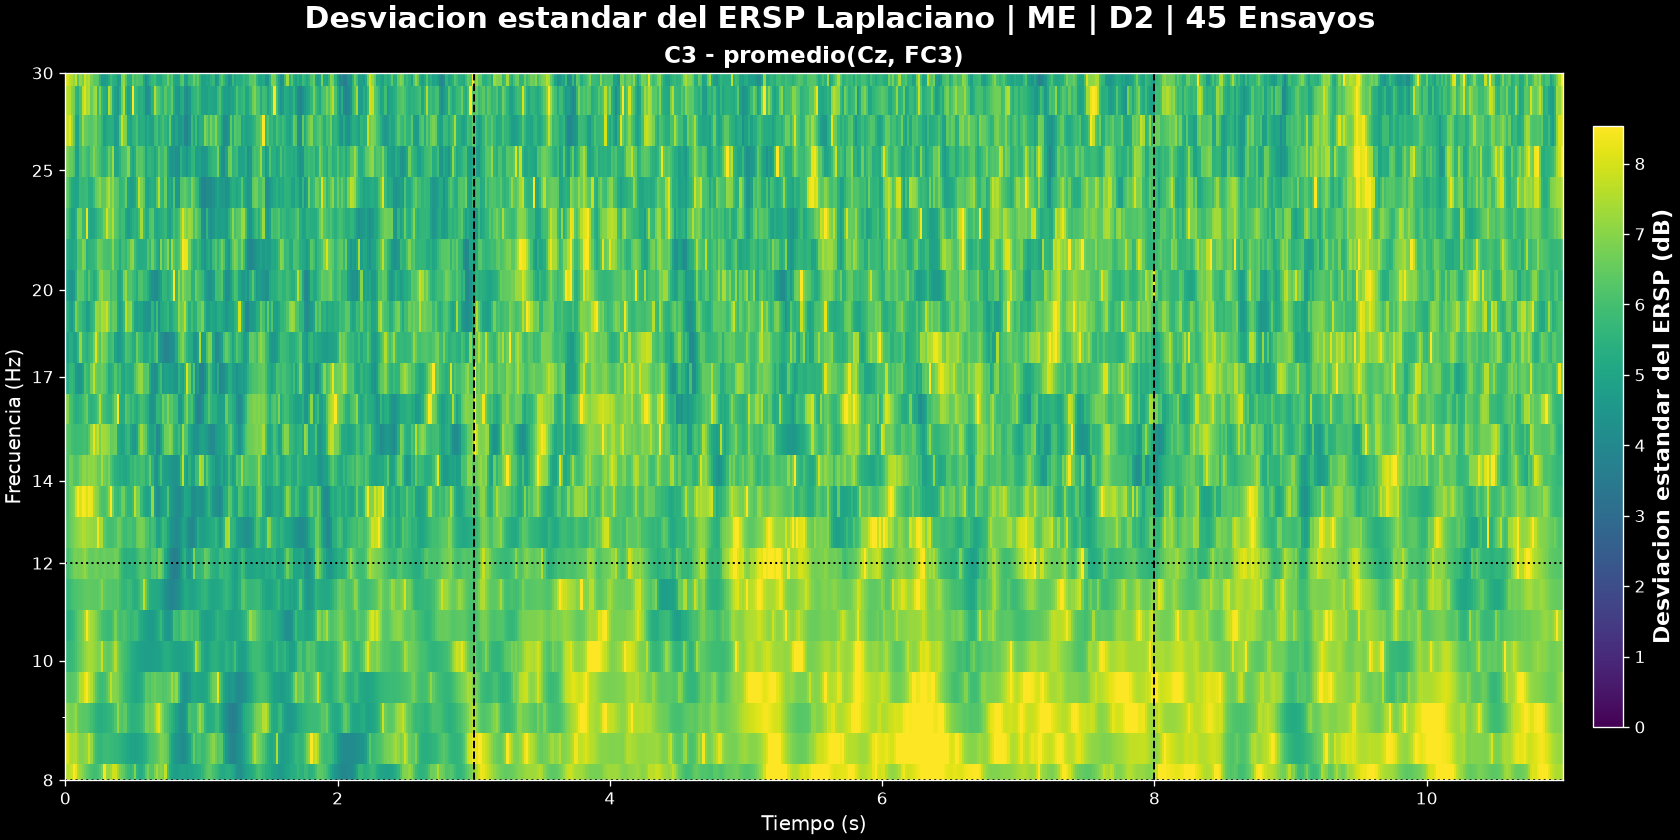 Desviacion estandar del ERSP Laplaciano | ME | D2 | 45 Ensayos
C3 - promedio(Cz, FC3)
Frecuencia (Hz)
30
25
20
17
14
12
10
8
0 2 4 6 8 10
Tiempo (s)
8
7
6
5
4
3
2
1
0
Desviacion estandar del ERSP (dB)